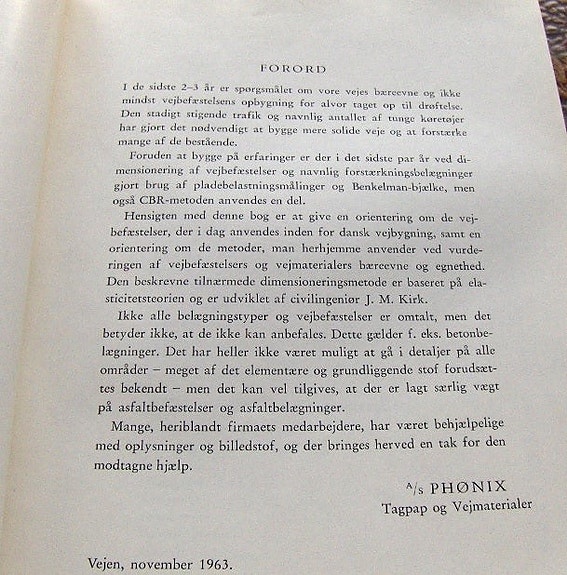 FORORD
I de sidste 2–3 år er spørgsmålet om vore vejes bæreevne og ikke
mindst vejbefæstelsens opbygning for alvor taget op til drøftelse.
Den stadigt stigende trafik og navnlig antallet af tunge køretøjer
har gjort det nødvendigt at bygge mere solide veje og at forstærke
mange af de bestående.
Foruden at bygge på erfaringer er der i det sidste par år ved di-
mensionering af vejbefæstelser og navnlig forstærkningsbelægninger
gjort brug af pladebelastningsmålinger og Benkelman-bjælke, men
også CBR-metoden anvendes en del.
Hensigten med denne bog er at give en orientering om de vej-
befæstelser, der i dag anvendes inden for dansk vejbygning, samt en
orientering om de metoder, man herhjemme anvender ved vurde-
ringen af vejbefæstelsers og vejmaterialers bæreevne og egnethed.
Den beskrevne tilnærmede dimensioneringsmetode er baseret på ela-
sticitetsteorien og er udviklet af civilingeniør J. M. Kirk.
Ikke alle belægningstyper og vejbefæstelser er omtalt, men det
betyder ikke, at de ikke kan anbefales. Dette gælder f. eks. betonbe-
lægninger. Det har heller ikke været muligt at gå i detaljer på alle
områder – meget af det elementære og grundliggende stof forudsæt-
tes bekendt – men det kan vel tilgives, at der er lagt særlig vægt
på asfaltbefæstelser og asfaltbelægninger.
Mange, heriblandt firmaets medarbejdere, har været behjælpelige
med oplysninger og billedstof, og der bringes herved en tak for den
modtagne hjælp.
A/s PHØNIX
Tagpap og Vejmaterialer
Vejen, november 1963.